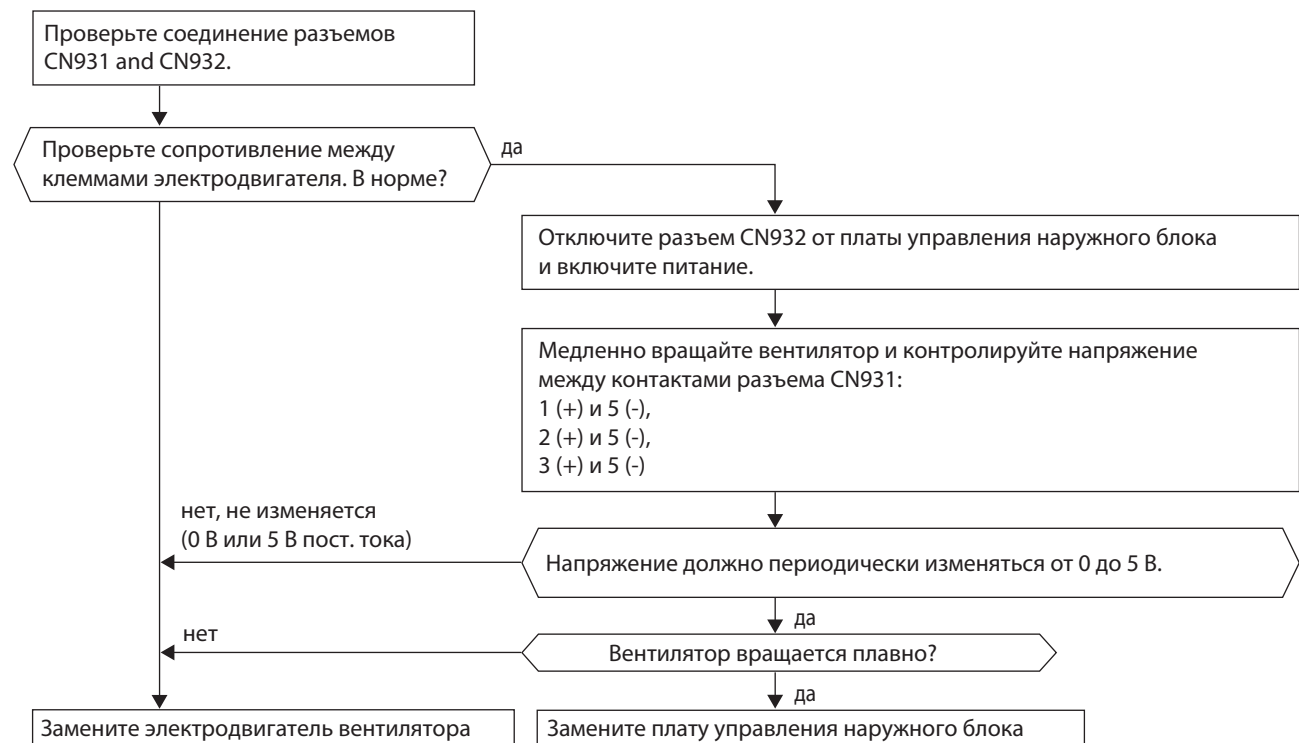 Проверьте соединение разъемов
CN931 and CN932.
Проверьте сопротивление между
клеммами электродвигателя. В норме?
да
Отключите разъем CN932 от платы управления наружного блока
и включите питание.
Медленно вращайте вентилятор и контролируйте напряжение
между контактами разъема CN931:
1 (+) и 5 (-),
2 (+) и 5 (-),
3 (+) и 5 (-)
нет, не изменяется
(0 В или 5 В пост. тока)
Напряжение должно периодически изменяться от 0 до 5 В.
да
нет
Вентилятор вращается плавно?
да
Замените электродвигатель вентилятора
Замените плату управления наружного блока